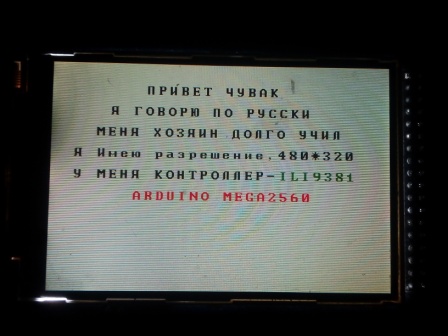 ПРИВЕТ ЧУВАК
Я ГОВОРЮ ПО РУССКИ
МЕНЯ ХОЗЯИН ДОЛГО УЧИЛ
Я Имею разрешение.480*320
У МЕНЯ КОНТРОЛЛЕР-ILI9381
ARDUINO MEGA2560